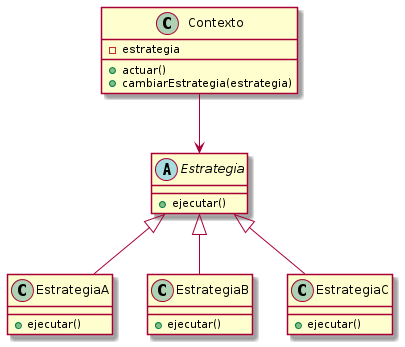 C Contexto
estrategia
actuar()
cambiarEstrategia(estrategia)
A Estrategia
ejecutar()
C EstrategiaA
ejecutar()
C EstrategiaB
ejecutar()
C EstrategiaC
ejecutar()